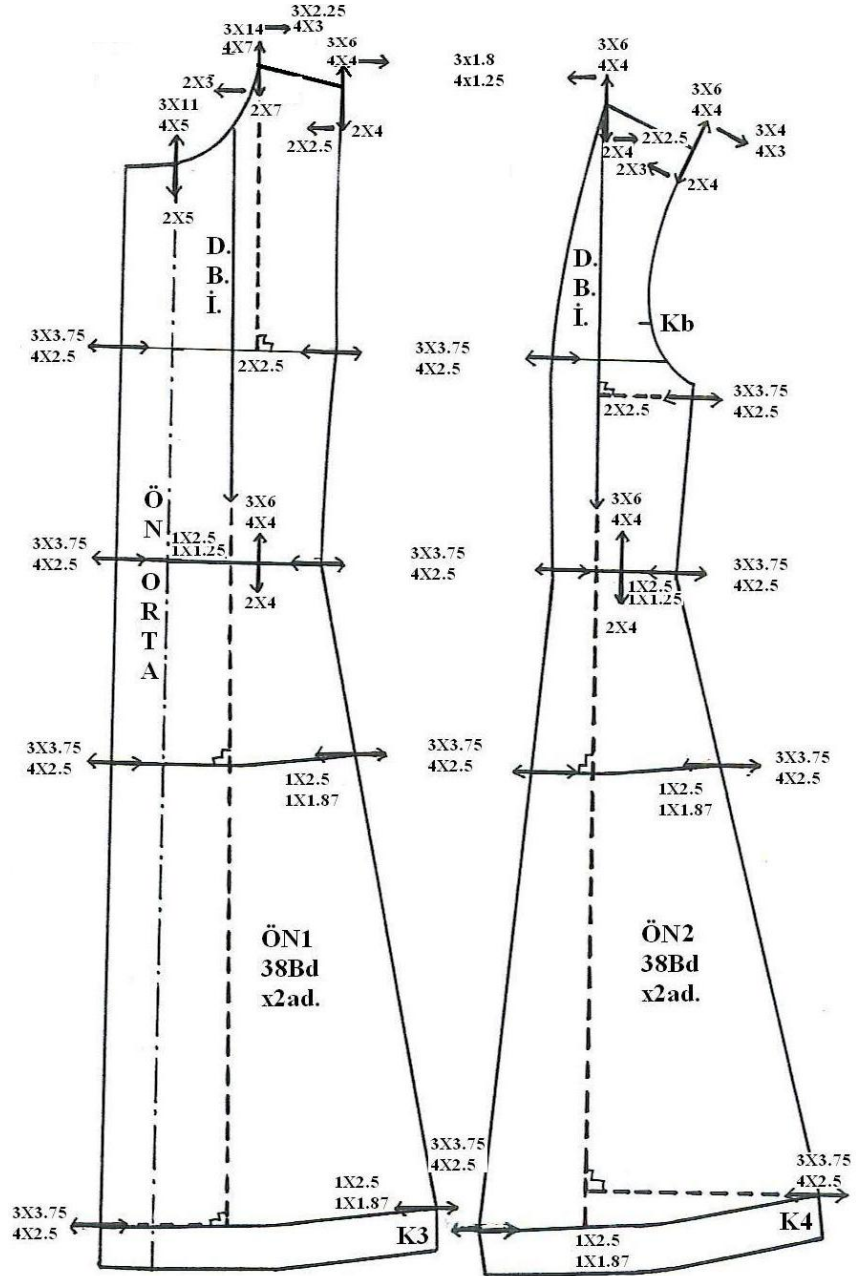 3X2.25
4X3
3X14
4X7
2X3
2X7
3X11
4X5
2X5
3X6
4X4
2X4
2X2.5
3x1.8
4x1.25
3X6
4X4
2X4
2X2.5
3X6
4X4
3X4
4X3
2X3
2X4
D.
B.
İ.
D.
B.
İ.
Kb
3X3.75
4X2.5
2X2.5
3X3.75
4X2.5
2X2.5
3X3.75
4X2.5
Ö
N
O
R
T
A
3X3.75
4X2.5
1X2.5
1X1.25
3X6
4X4
2X4
3X3.75
4X2.5
3X6
4X4
1X2.5
1X1.25
2X4
3X3.75
4X2.5
3X3.75
4X2.5
1X2.5
1X1.87
3X3.75
4X2.5
1X2.5
1X1.87
3X3.75
4X2.5
ÖN1
38Bd
x2ad.
ÖN2
38Bd
x2ad.
3X3.75
4X2.5
1X2.5
1X1.87
3X3.75
4X2.5
K3
1X2.5
1X1.87
3X3.75
4X2.5
K4